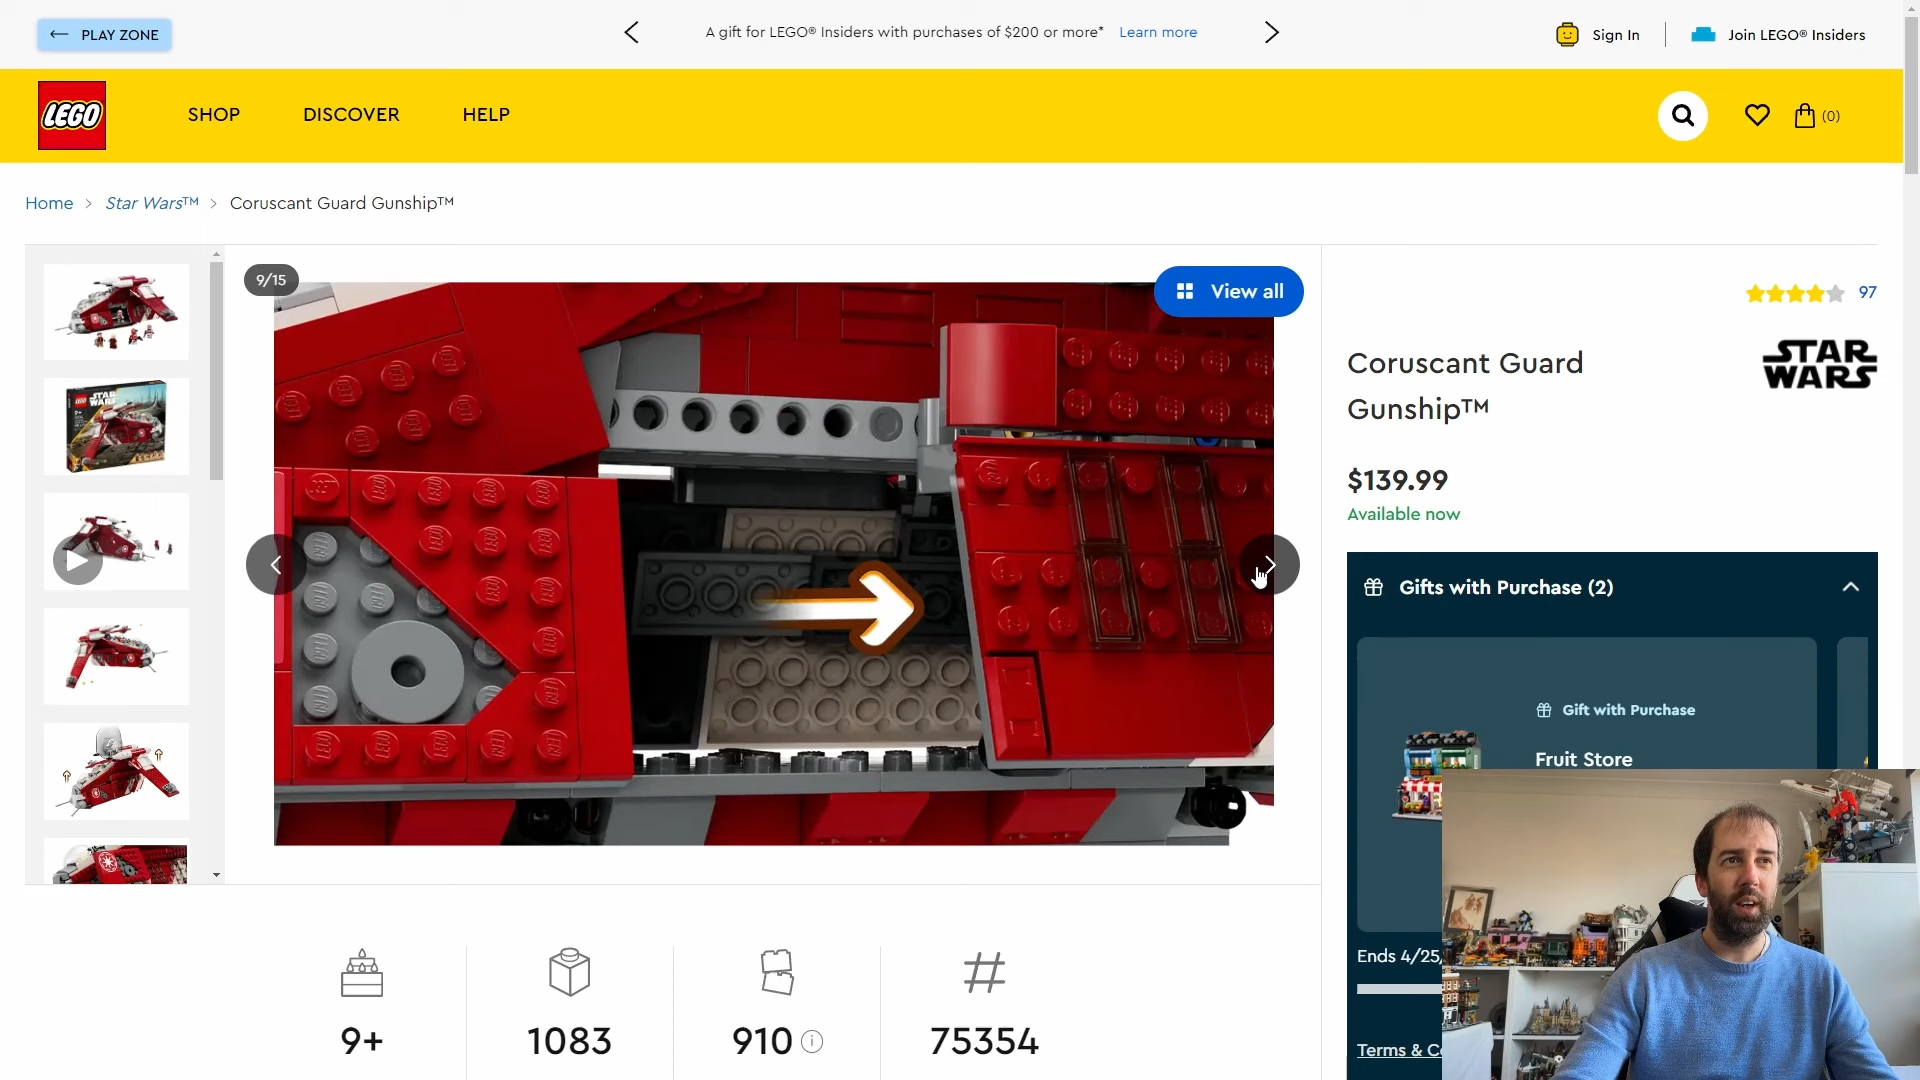 PLAY ZONE
A gift for LEGO® Insiders with purchases of $200 or more* Learn more
Sign In
Join LEGO® Insiders
LEGO
SHOP
DISCOVER
HELP
(0)
Home > Star Wars™ > Coruscant Guard Gunship™
9/15
View all
97
Coruscant Guard
Gunship™
STAR
WARS
$139.99
Available now
Gifts with Purchase (2)
Gift with Purchase
Fruit Store
Ends 4/25/
Terms & Co
9+
1083
910
75354